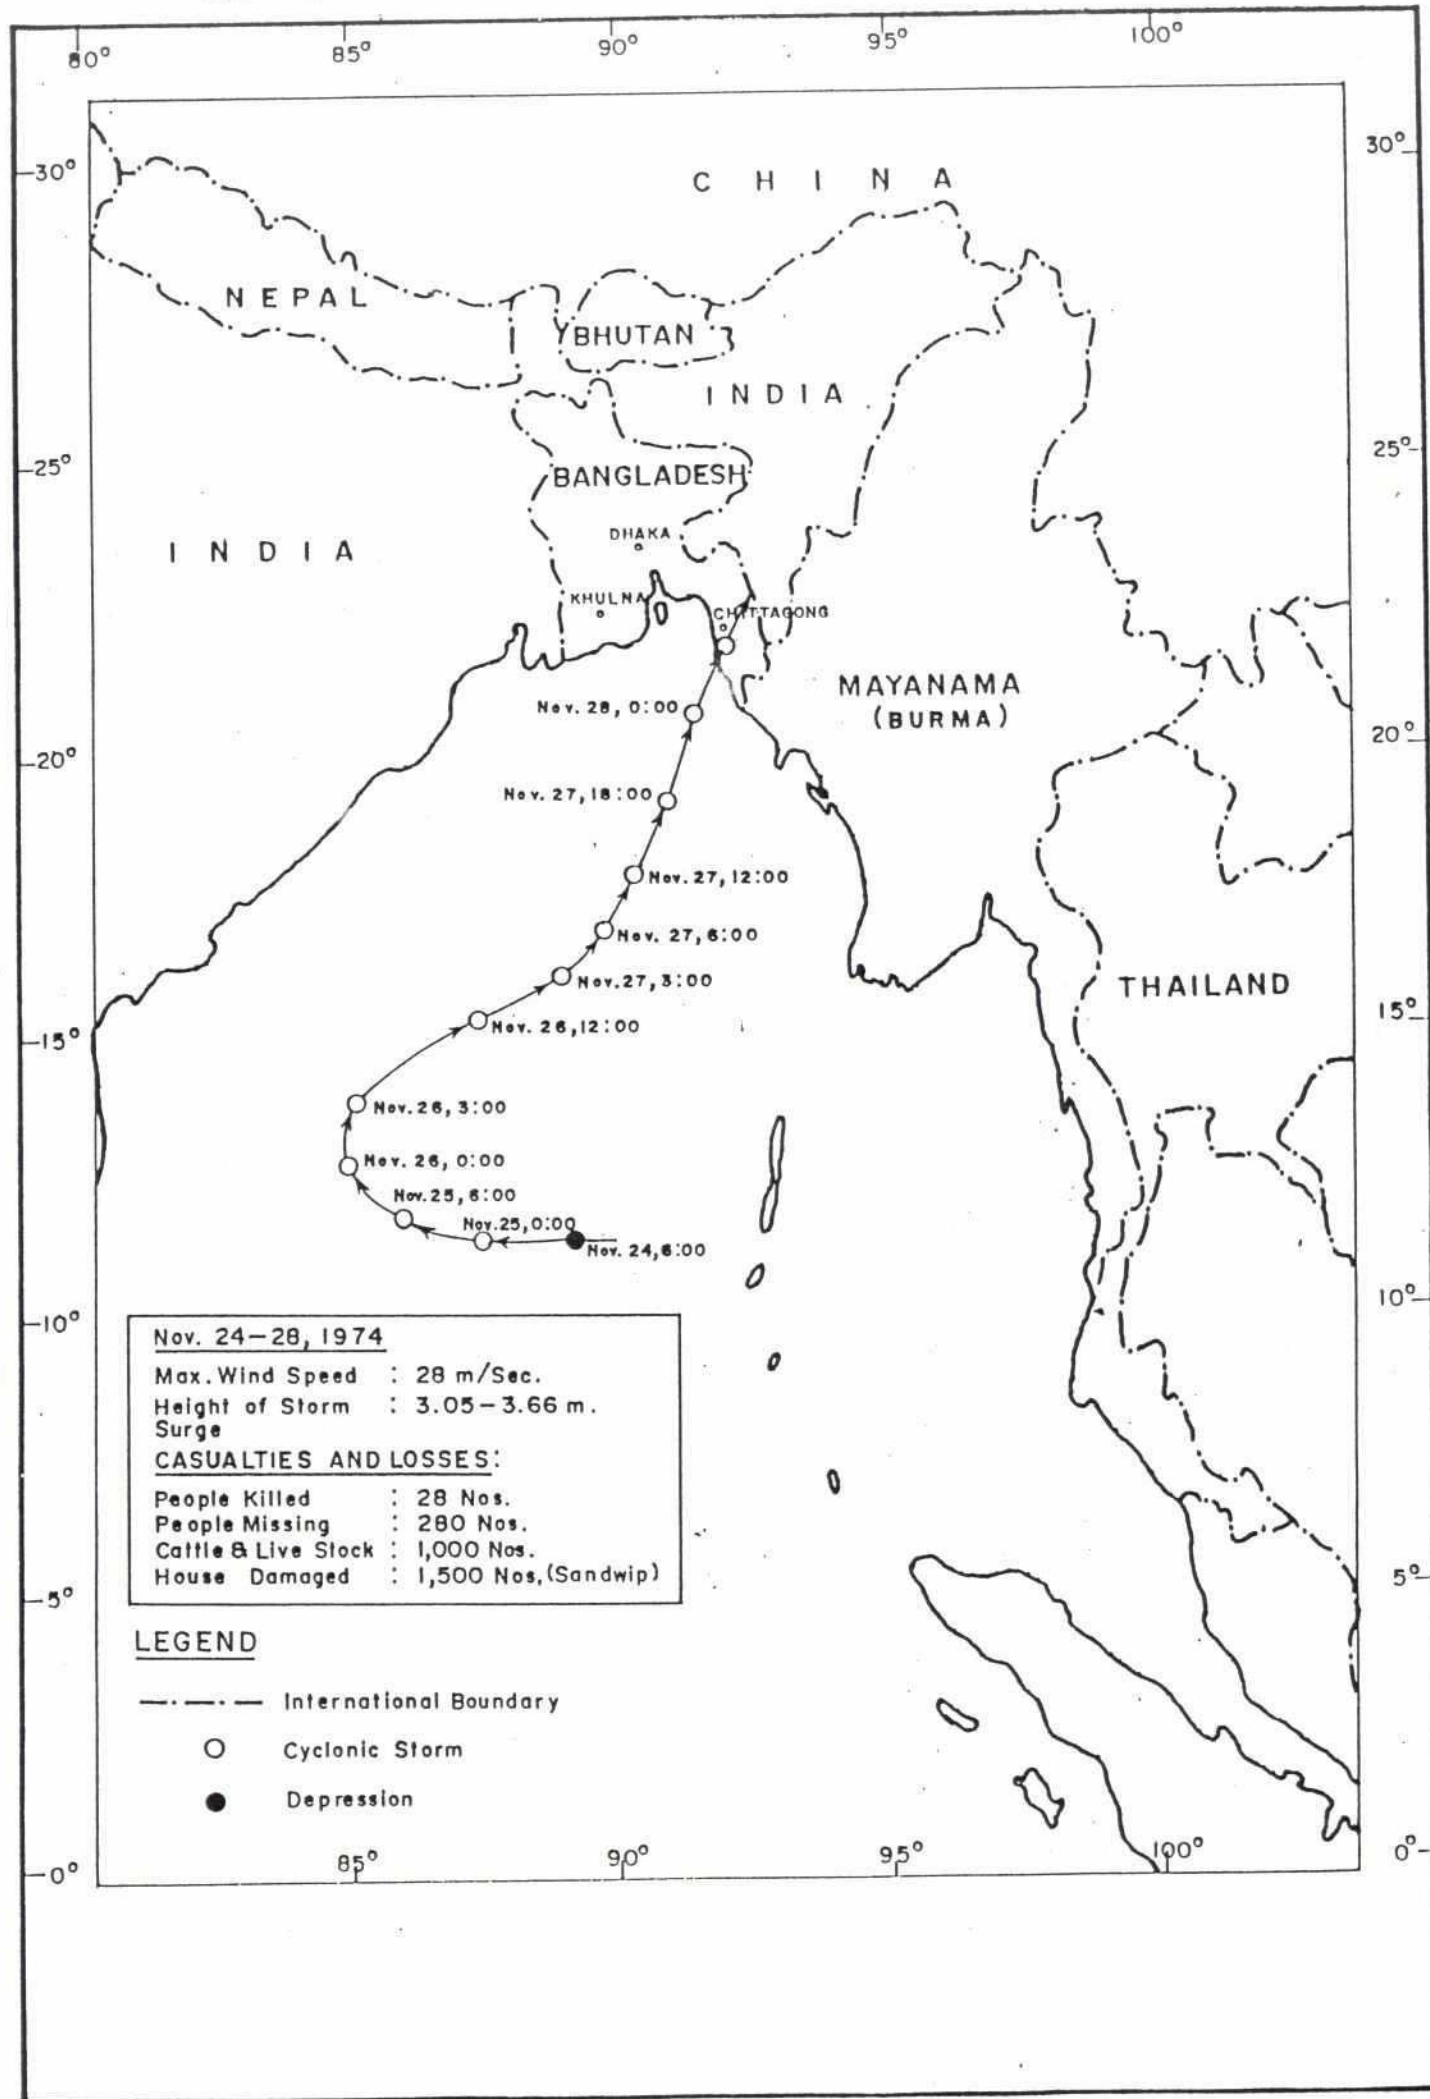 80° 85° 90° 95° 100°
30° 30°
C H I N A
NEPAL
BHUTAN
INDIA
25° 25°
BANGLADESH
DHAKA
I N D I A
KHULNA
CHITTAGONG
MAYANAMA
(BURMA)
Nov. 28, 0:00
20° 20°
Nov. 27, 18:00
Nov. 27, 12:00
Nov. 27, 6:00
Nov. 27, 3:00
THAILAND
Nov. 26, 12:00
15° 15°
Nov. 26, 3:00
Nov. 26, 0:00
Nov. 25, 6:00
Nov. 25, 0:00
Nov. 24, 6:00
10° 10°
Nov. 24-28, 1974
Max. Wind Speed : 28 m/Sec.
Height of Storm : 3.05-3.66 m.
Surge
CASUALTIES AND LOSSES:
People Killed : 28 Nos.
People Missing : 280 Nos.
Cattle & Live Stock : 1,000 Nos.
House Damaged : 1,500 Nos, (Sandwip)
5° 5°
LEGEND
International Boundary
Cyclonic Storm
Depression
0° 85° 90° 95° 100° 0°